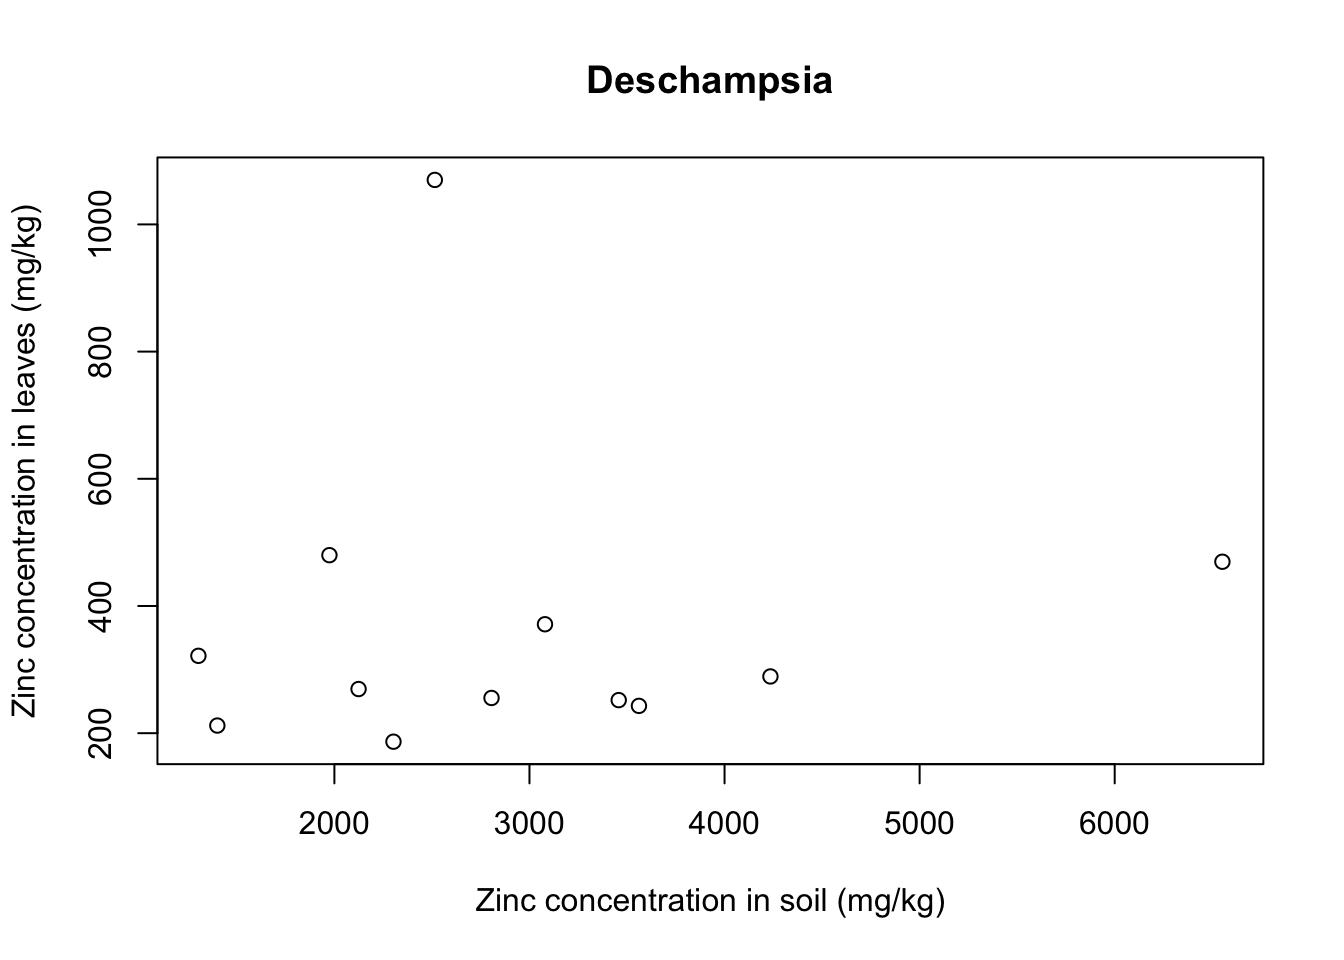 Deschampsia
Zinc concentration in leaves (mg/kg)
1000
800
600
400
200
2000 3000 4000 5000 6000
Zinc concentration in soil (mg/kg)